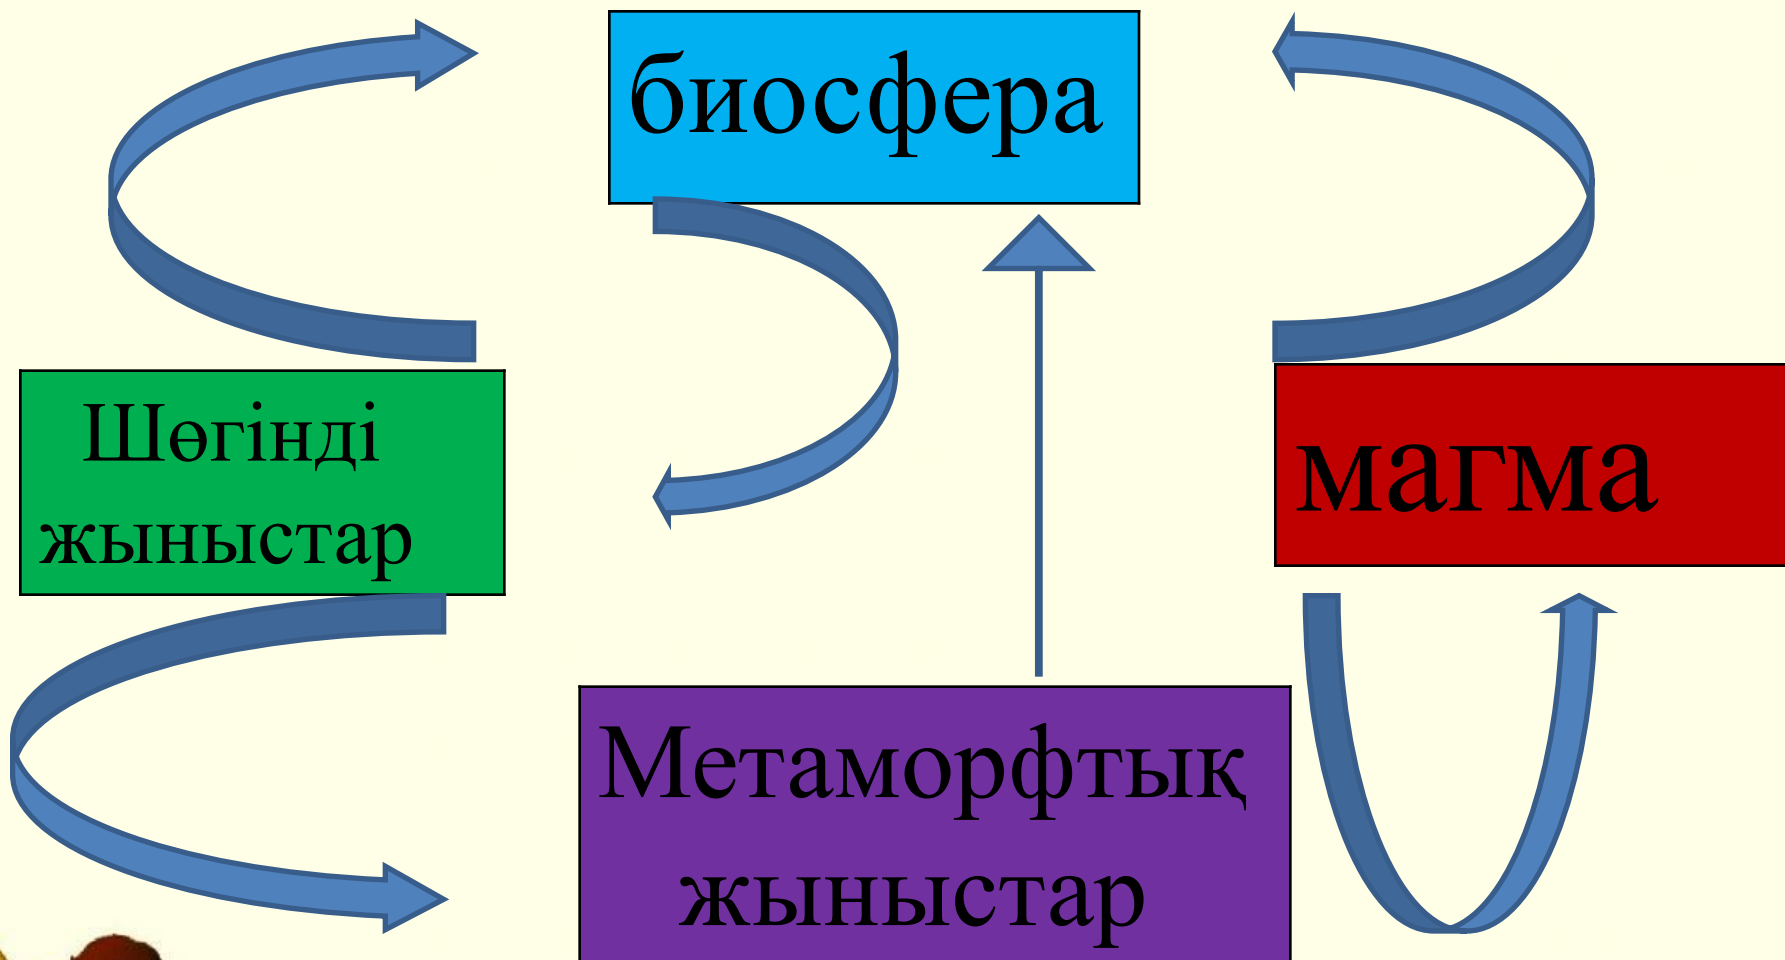 биосфера
Шөгінді
жыныстар
магма
Метаморфтық
жыныстар